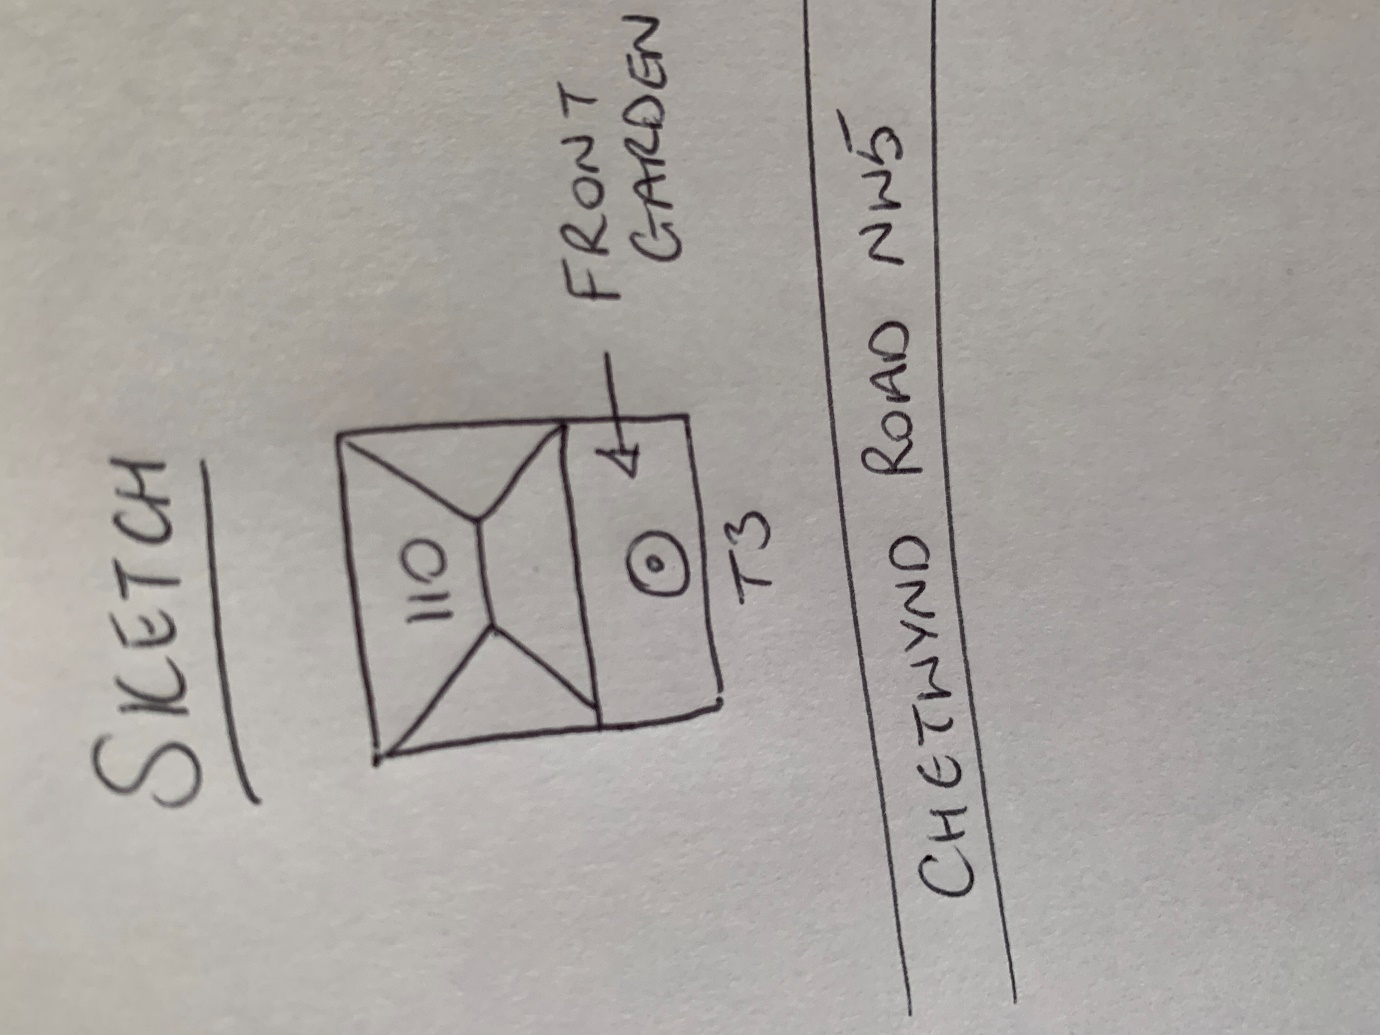 SKETCH
110
FRONT
GARDEN
T3
CHETWYND ROAD NW5